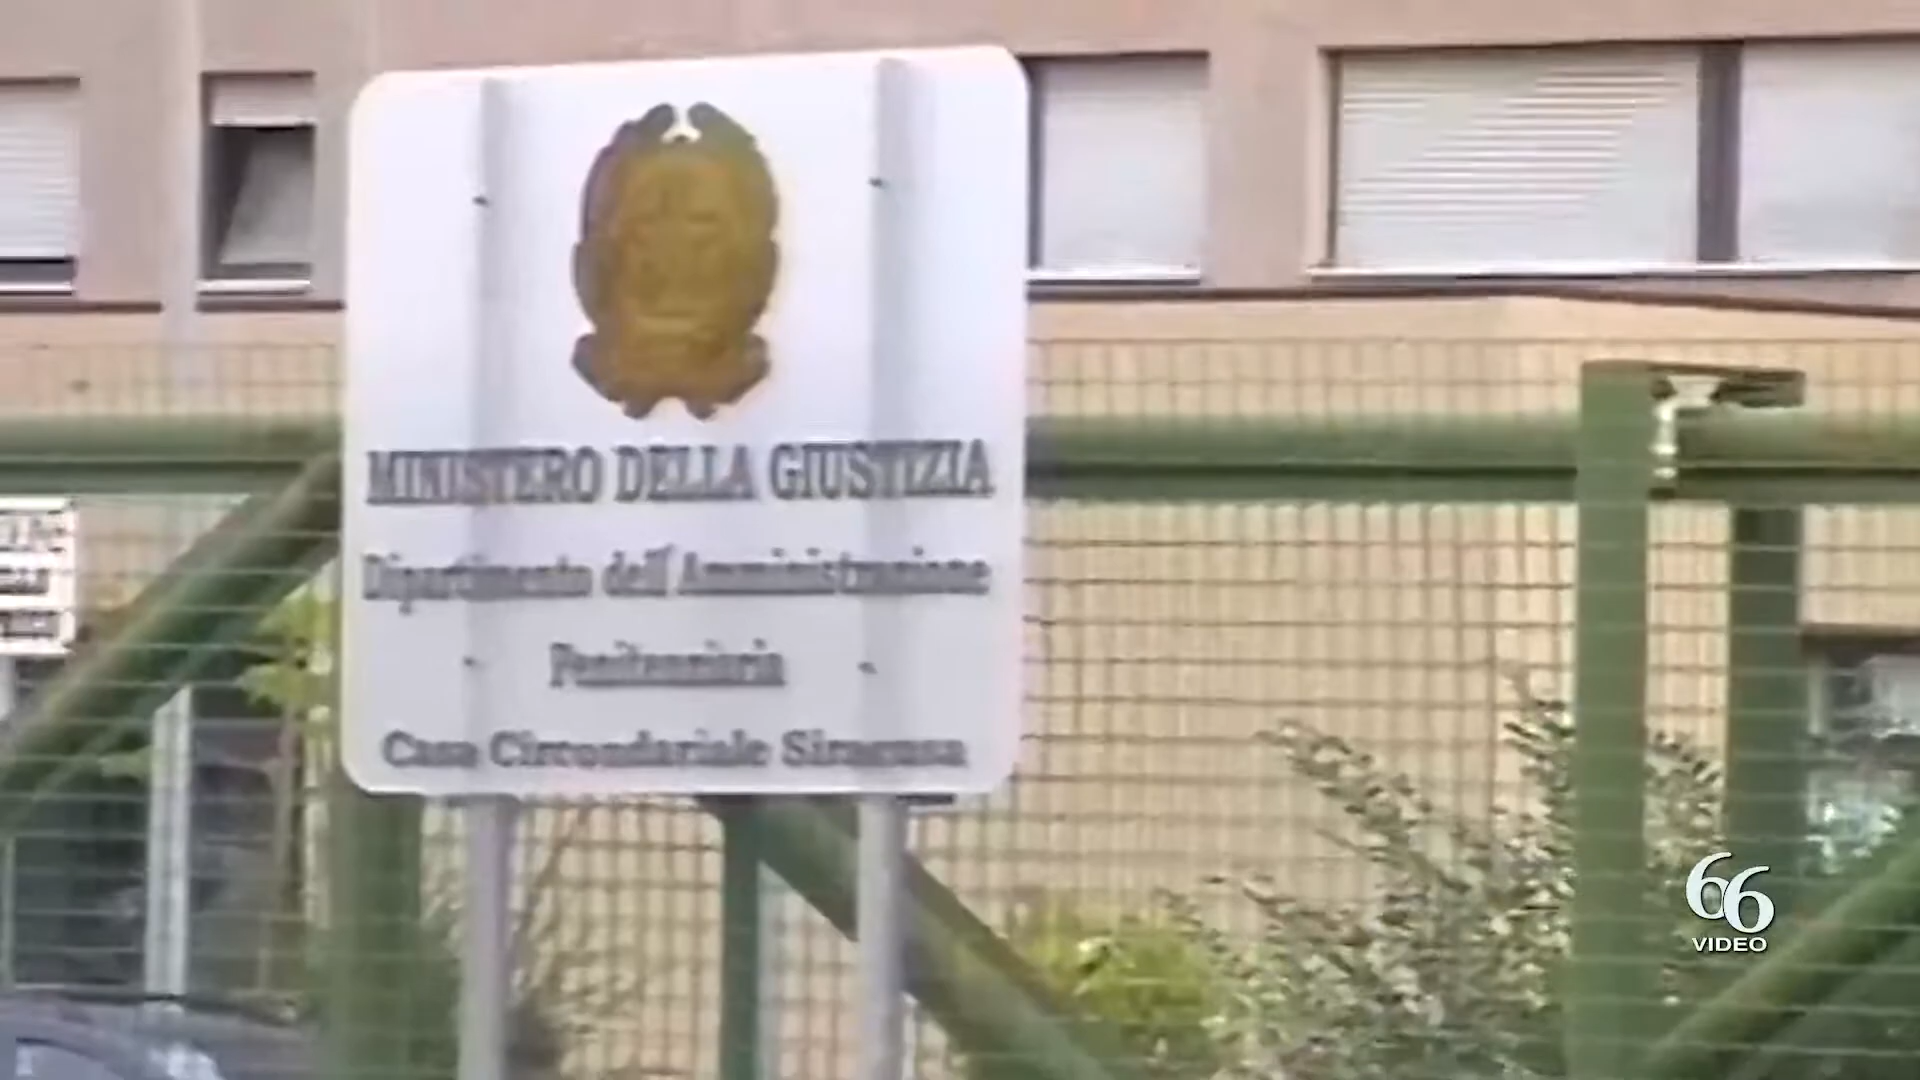 MINISTERO DELLA GIUSTIZIA
Dipartimento dell'Amministrazione
Penitenziaria
Casa Circondariale Siracusa
66
VIDEO